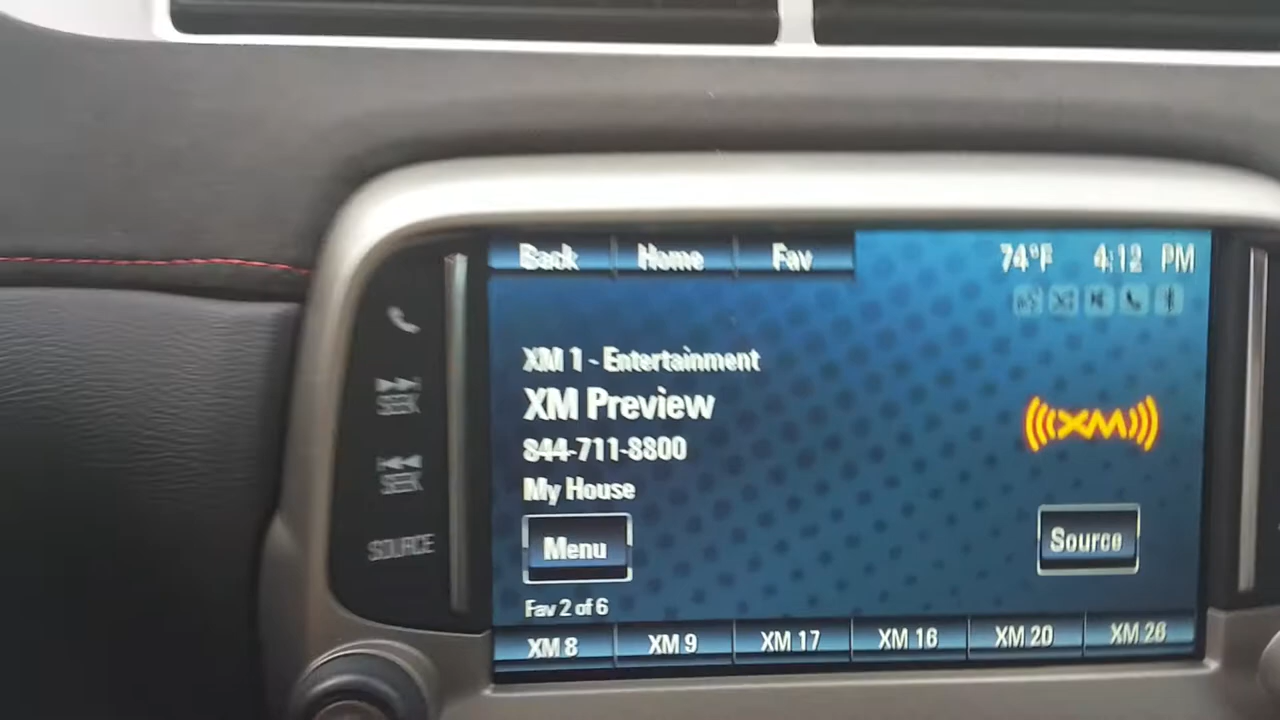 Back Home Fav 74°F 4:12 PM
XM 1 - Entertainment
XM Preview
844-711-8800
My House
XM
Menu
Source
Fav 2 of 6
XM 8 XM 9 XM 17 XM 16 XM 20 XM 26
SEEK
SEEK
SOURCE